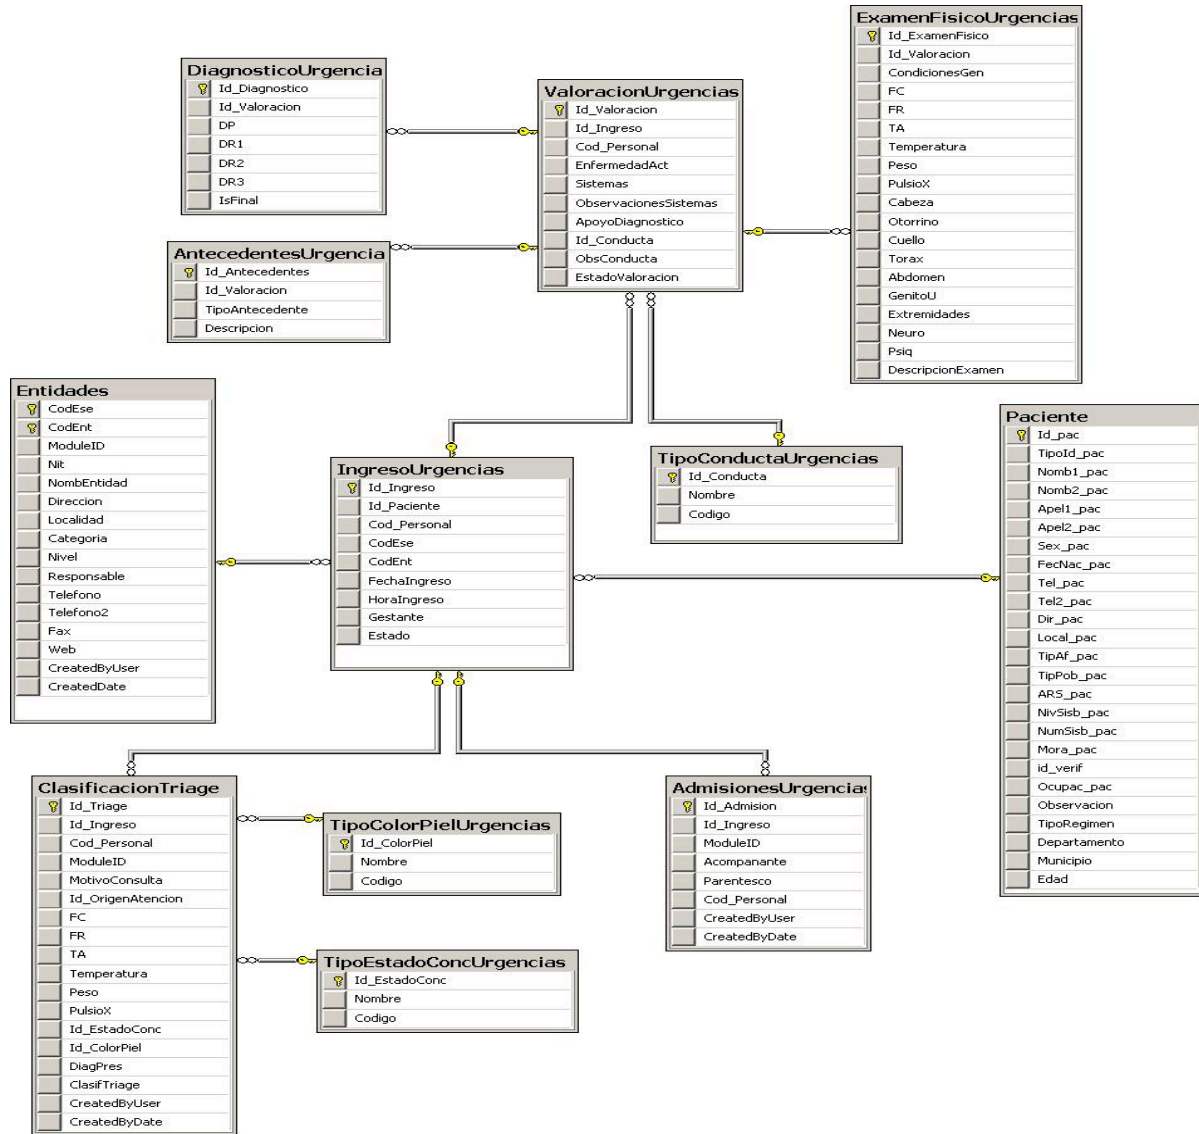 DiagnosticoUrgencia
Id_Diagnostico
Id_Valoracion
DP
DR1
DR2
DR3
IsFinal
ValoracionUrgencias
Id_Valoracion
Id_Ingreso
Cod_Personal
EnfermedadAct
Sistemas
ObservacionesSistemas
ApoyoDiagnostico
Id_Conducta
ObsConducta
EstadoValoracion
ExamenFisicoUrgencias
Id_ExamenFisico
Id_Valoracion
CondicionesGen
FC
FR
TA
Temperatura
Peso
PulsioX
Cabeza
Otorrino
Cuello
Torax
Abdomen
GenitoU
Extremidades
Neuro
Psiq
DescripcionExamen
AntecedentesUrgencia
Id_Antecedentes
Id_Valoracion
TipoAntecedente
Descripcion
Entidades
CodEse
CodEnt
ModuleID
Nit
NombEntidad
Direccion
Localidad
Categoria
Nivel
Responsable
Telefono
Telefono2
Fax
Web
CreatedByUser
CreatedDate
IngresoUrgencias
Id_Ingreso
Id_Paciente
Cod_Personal
CodEse
CodEnt
FechaIngreso
HoraIngreso
Gestante
Estado
TipoConductaUrgencias
Id_Conducta
Nombre
Codigo
Paciente
Id_pac
TipoId_pac
Nomb1_pac
Nomb2_pac
Apel1_pac
Apel2_pac
Sex_pac
FecNac_pac
Tel_pac
Tel2_pac
Dir_pac
Local_pac
TipAf_pac
TipPob_pac
ARS_pac
NivSisb_pac
NumSisb_pac
Mora_pac
id_verif
Ocupac_pac
Observacion
TipoRegimen
Departamento
Municipio
Edad
ClasificacionTriage
Id_Triage
Id_Ingreso
Cod_Personal
ModuleID
MotivoConsulta
Id_OrigenAtencion
FC
FR
TA
Temperatura
Peso
PulsioX
Id_EstadoConc
Id_ColorPiel
DiagPres
ClasifTriage
CreatedByUser
CreatedByDate
TipoColorPielUrgencias
Id_ColorPiel
Nombre
Codigo
TipoEstadoConcUrgencias
Id_EstadoConc
Nombre
Codigo
AdmisionesUrgencias
Id_Admision
Id_Ingreso
ModuleID
Acompanante
Parentesco
Cod_Personal
CreatedByUser
CreatedByDate